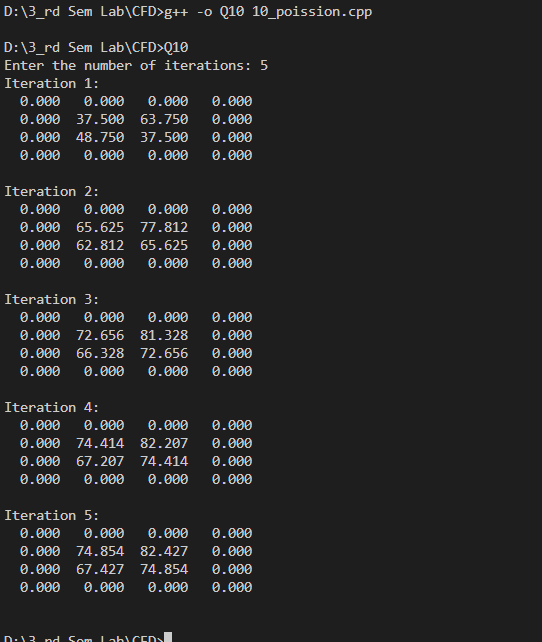 D:\3_rd Sem Lab\CFD>g++ -o Q10 10_poission.cpp
D:\3_rd Sem Lab\CFD>Q10
Enter the number of iterations: 5
Iteration 1:
0.000 0.000 0.000 0.000
0.000 37.500 63.750 0.000
0.000 48.750 37.500 0.000
0.000 0.000 0.000 0.000
Iteration 2:
0.000 0.000 0.000 0.000
0.000 65.625 77.812 0.000
0.000 62.812 65.625 0.000
0.000 0.000 0.000 0.000
Iteration 3:
0.000 0.000 0.000 0.000
0.000 72.656 81.328 0.000
0.000 66.328 72.656 0.000
0.000 0.000 0.000 0.000
Iteration 4:
0.000 0.000 0.000 0.000
0.000 74.414 82.207 0.000
0.000 67.207 74.414 0.000
0.000 0.000 0.000 0.000
Iteration 5:
0.000 0.000 0.000 0.000
0.000 74.854 82.427 0.000
0.000 67.427 74.854 0.000
0.000 0.000 0.000 0.000
D:\3_rd Sem Lab\CFD>